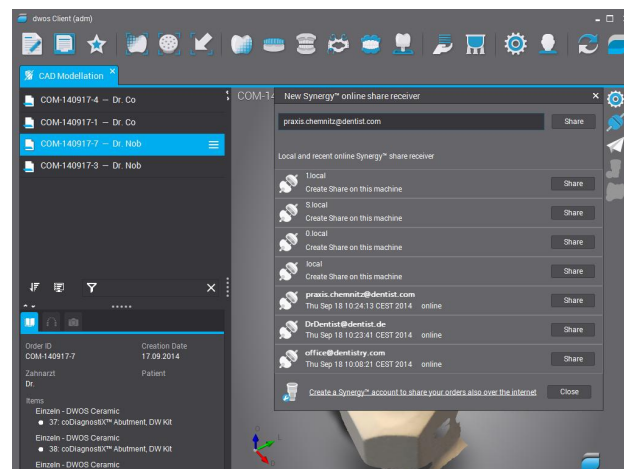 dwos Client (adm)
CAD Modellation
COM-140917-4 — Dr. Co
COM-140917-1 — Dr. Co
COM-140917-7 — Dr. Nob
COM-140917-3 — Dr. Nob
Order ID
Creation Date
COM-140917-7
17.09.2014
Zahnarzt
Patient
Dr.
Items
Einzeln - DWOS Ceramic
37: coDiagnostiX™ Abutment, DW Kit
Einzeln - DWOS Ceramic
38: coDiagnostiX™ Abutment, DW Kit
Einzeln - DWOS Ceramic
COM-14
New Synergy™ online share receiver
praxis.chemnitz@dentist.com
Share
Local and recent online Synergy™ share receiver
1.local
Create Share on this machine
Share
S.local
Create Share on this machine
Share
0.local
Create Share on this machine
Share
local
Create Share on this machine
Share
praxis.chemnitz@dentist.com
Thu Sep 18 10:24:13 CEST 2014 online
Share
DrDentist@dentist.de
Thu Sep 18 10:23:41 CEST 2014 online
Share
office@dentistry.com
Thu Sep 18 10:08:21 CEST 2014 online
Share
Create a Synergy™ account to share your orders also over the internet
Close
L